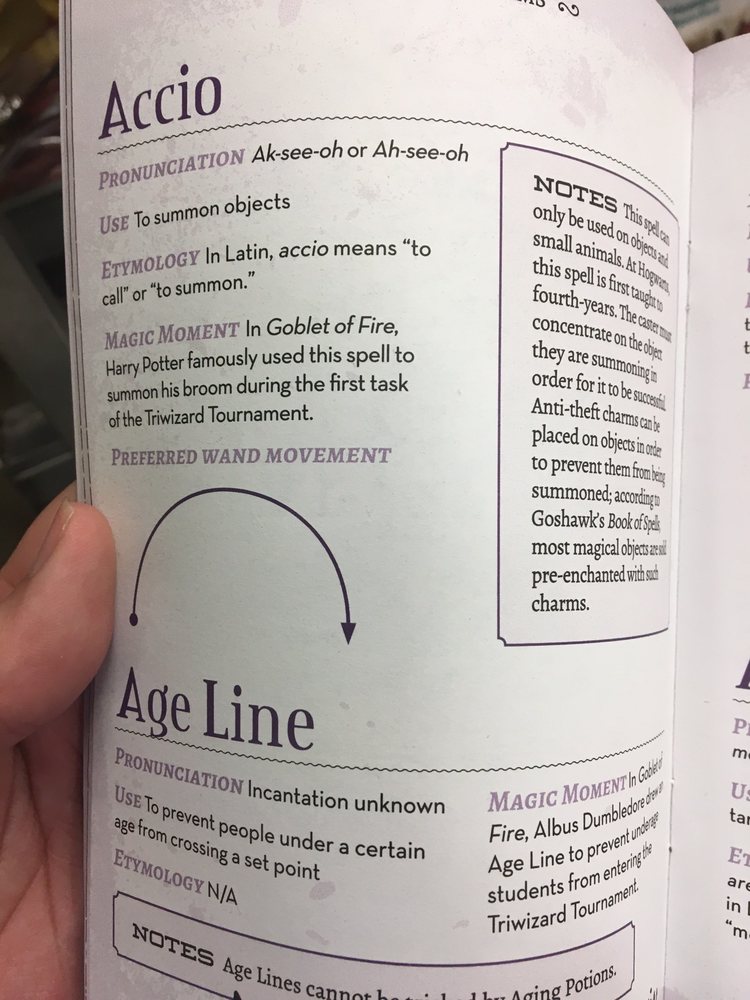 Accio
PRONUNCIATION Ak-see-oh or Ah-see-oh
USE To summon objects
ETYMOLOGY In Latin, accio means “to
call” or “to summon.”
MAGIC MOMENT In Goblet of Fire,
Harry Potter famously used this spell to
summon his broom during the first task
of the Triwizard Tournament.
PREFERRED WAND MOVEMENT
NOTES This spell can
only be used on objects and
small animals. At Hogwarts,
this spell is first taught to
fourth-years. The caster must
concentrate on the object
they are summoning in
order for it to be successful.
Anti-theft charms can be
placed on objects in order
to prevent them from being
summoned; according to
Goshawk’s Book of Spells,
most magical objects are sold
pre-enchanted with such
charms.
Age Line
PRONUNCIATION Incantation unknown
USE To prevent people under a certain
age from crossing a set point
ETYMOLOGY N/A
MAGIC MOMENT In Goblet of
Fire, Albus Dumbledore drew an
Age Line to prevent underage
students from entering the
Triwizard Tournament.
NOTES Age Lines cannot be tricked by Aging Potions.